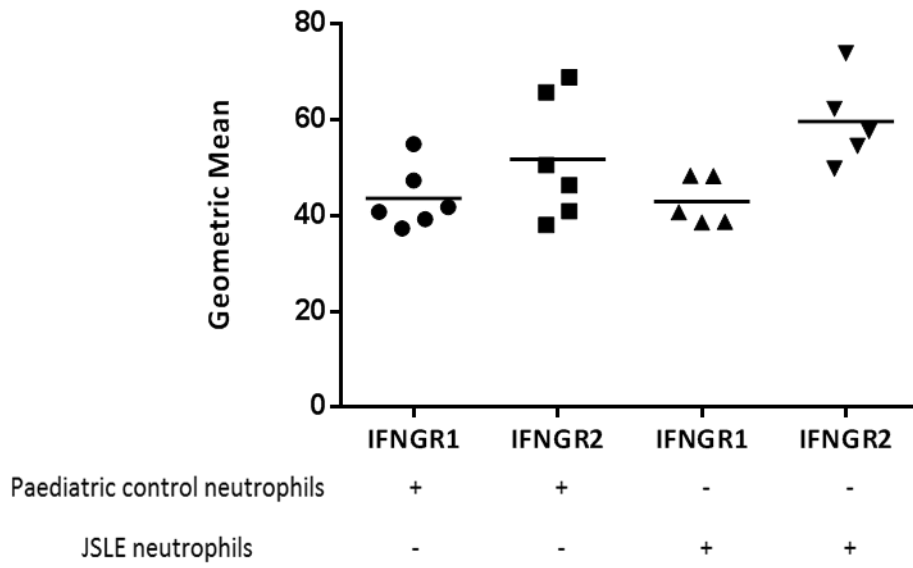 80
60
40
20
0
Geometric Mean
IFNGR1 IFNGR2 IFNGR1 IFNGR2
Paediatric control neutrophils + + - -
JSLE neutrophils - - + +